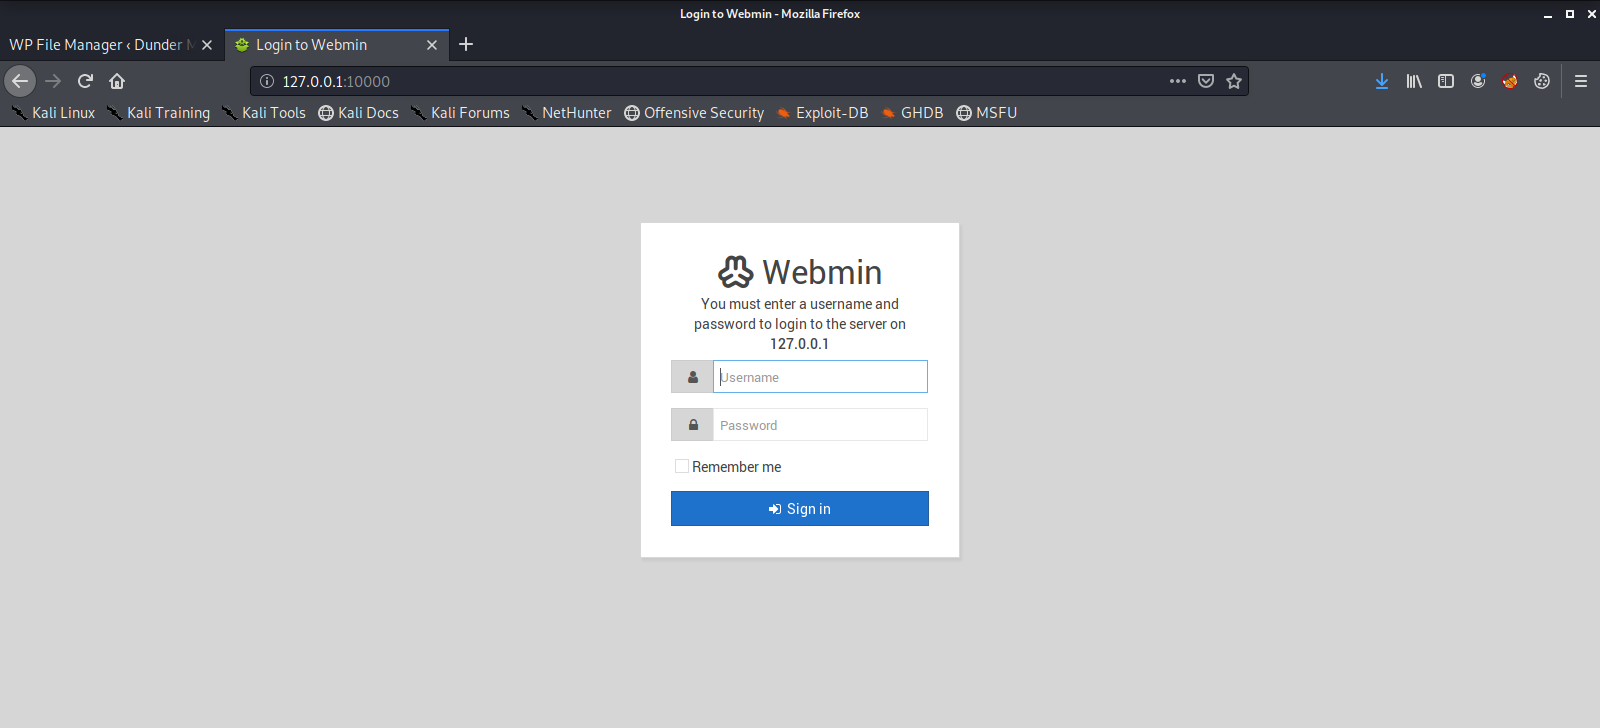 Login to Webmin - Mozilla Firefox
WP File Manager ‹ Dunder M
Login to Webmin
127.0.0.1:10000
Kali Linux Kali Training Kali Tools Kali Docs Kali Forums NetHunter Offensive Security Exploit-DB GHDB MSFU
Webmin
You must enter a username and
password to login to the server on
127.0.0.1
Username
Password
Remember me
Sign in